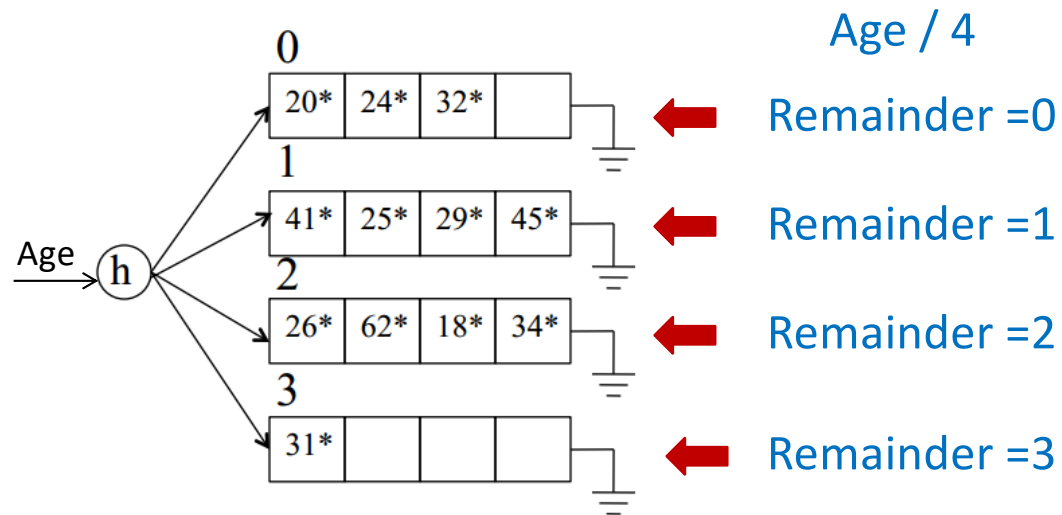 Age / 4
0
20* 24* 32*
Remainder =0
1
41* 25* 29* 45*
Remainder =1
Age
h
2
26* 62* 18* 34*
Remainder =2
3
31*
Remainder =3